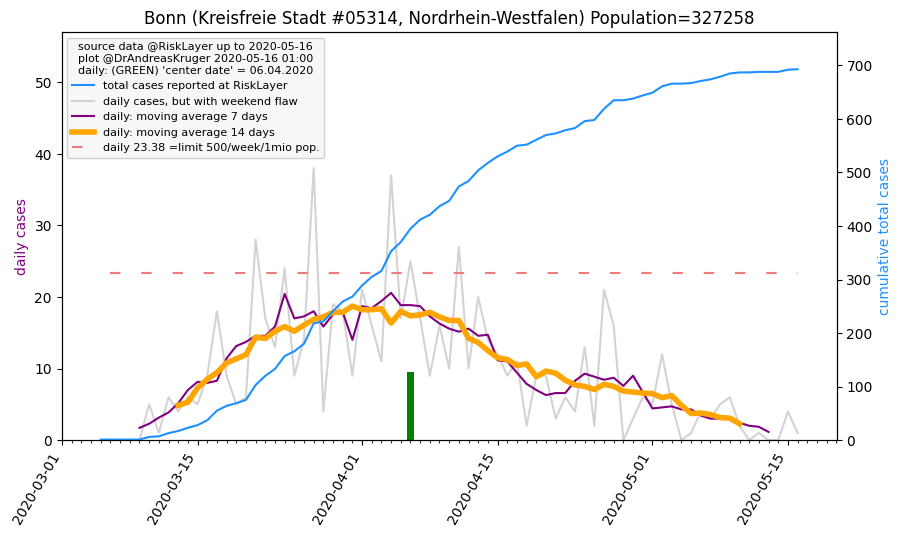 Bonn (Kreisfreie Stadt #05314, Nordrhein-Westfalen) Population=327258
source data @RiskLayer up to 2020-05-16
plot @DrAndreasKruger 2020-05-16 01:00
daily: (GREEN) 'center date' = 06.04.2020
total cases reported at RiskLayer
daily cases, but with weekend flaw
daily: moving average 7 days
daily: moving average 14 days
daily 23.38 =limit 500/week/1mio pop.
daily cases
50
40
30
20
10
0
cumulative total cases
700
600
500
400
300
200
100
0
2020-03-01
2020-03-15
2020-04-01
2020-04-15
2020-05-01
2020-05-15